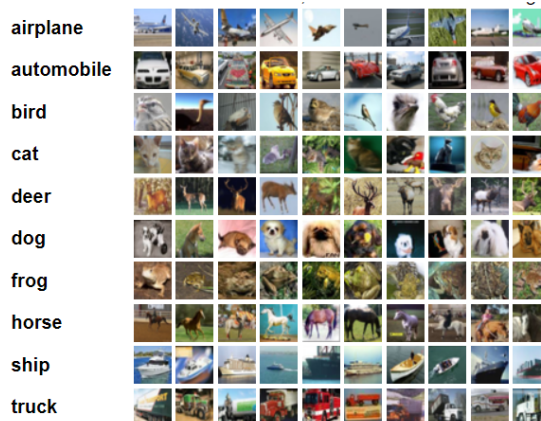 airplane
automobile
bird
cat
deer
dog
frog
horse
ship
truck